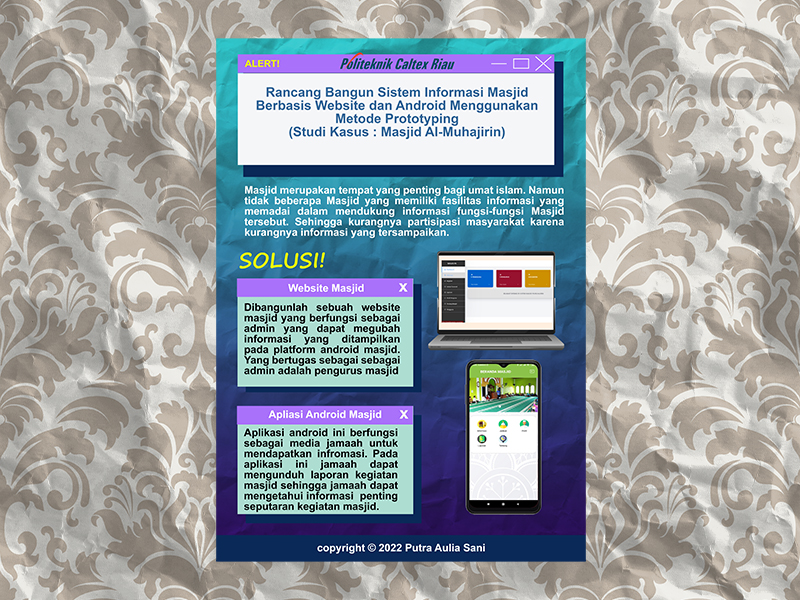 ALERT!
Politeknik Caltex Riau
Rancang Bangun Sistem Informasi Masjid
Berbasis Website dan Android Menggunakan
Metode Prototyping
(Studi Kasus : Masjid Al-Muhajirin)
Masjid merupakan tempat yang penting bagi umat islam. Namun
tidak beberapa Masjid yang memiliki fasilitas informasi yang
memadai dalam mendukung informasi fungsi-fungsi Masjid
tersebut. Sehingga kurangnya partisipasi masyarakat karena
kurangnya informasi yang tersampaikan.
SOLUSI!
Website Masjid X
Dibangunlah sebuah website
masjid yang berfungsi sebagai
admin yang dapat megubah
informasi yang ditampilkan
pada platform android masjid.
Yang bertugas sebagai sebagai
admin adalah pengurus masjid
Apliasi Android Masjid X
Aplikasi android ini berfungsi
sebagai media jamaah untuk
mendapatkan infromasi. Pada
aplikasi ini jamaah dapat
mengunduh laporan kegiatan
masjid sehingga jamaah dapat
mengetahui informasi penting
seputaran kegiatan masjid.
copyright © 2022 Putra Aulia Sani